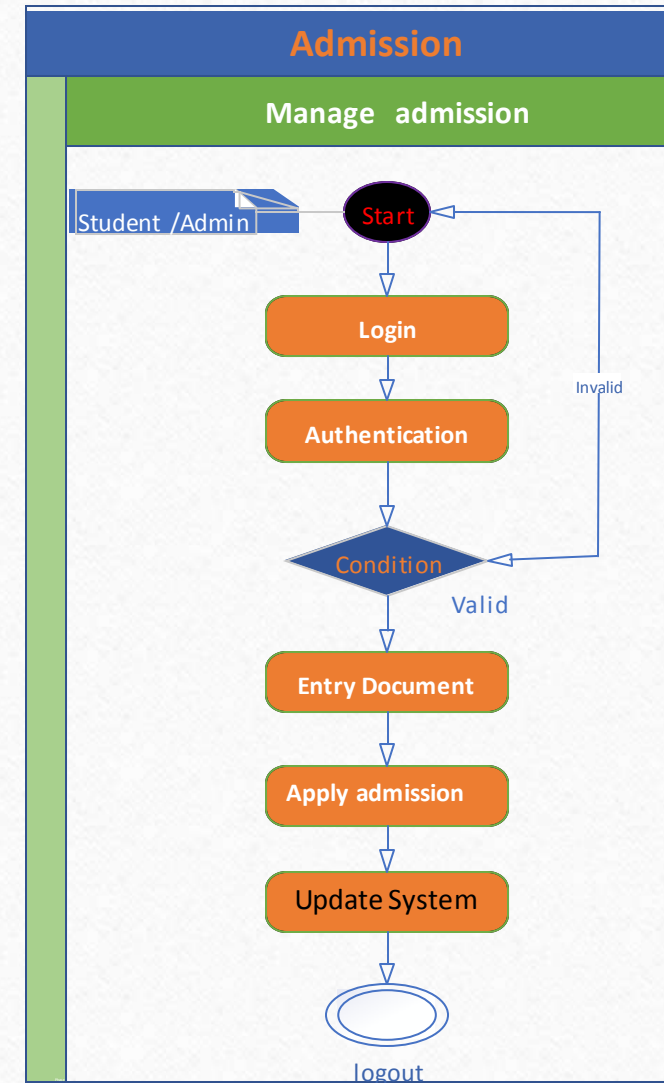 Admission
Manage admission
Student /Admin
Start
Login
Invalid
Authentication
Condition
Valid
Entry Document
Apply admission
Update System
logout